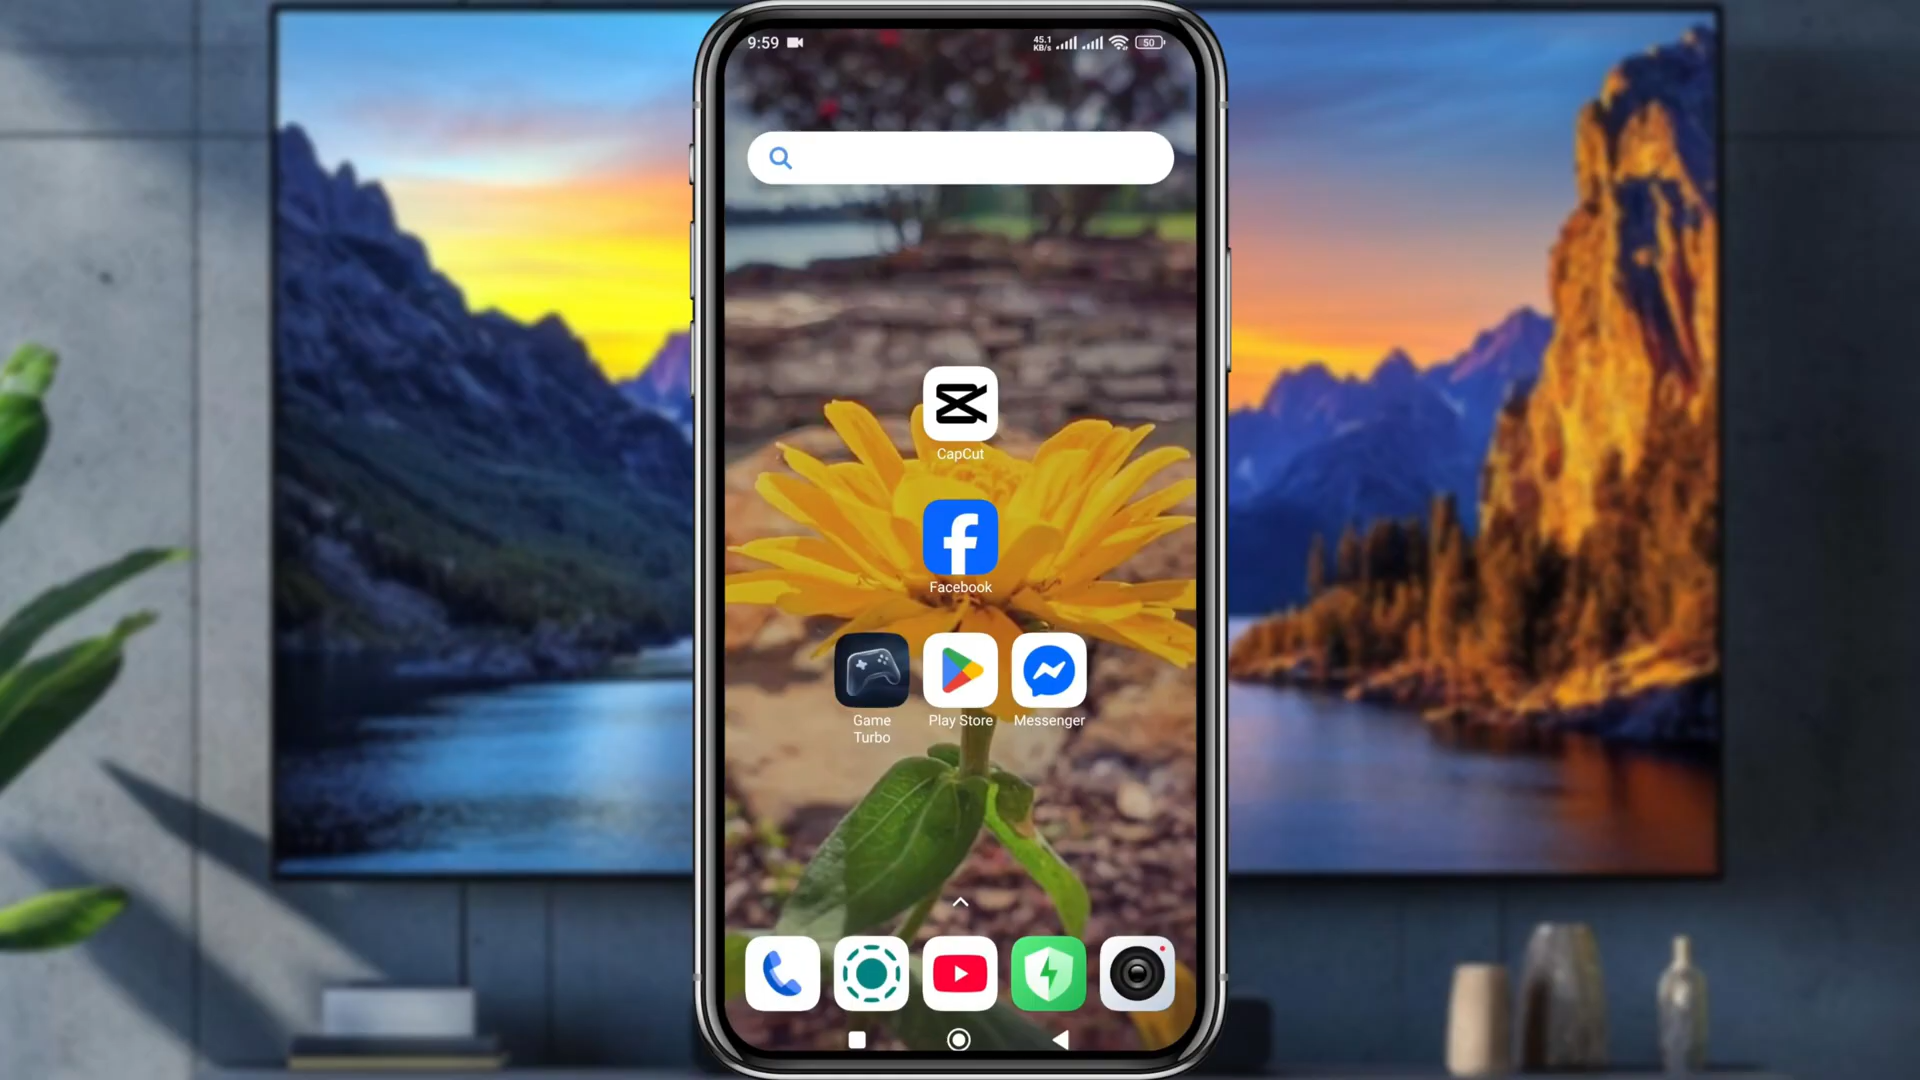 9:59
45.1
KB/s
50
CapCut
Facebook
Game
Turbo
Play Store
Messenger